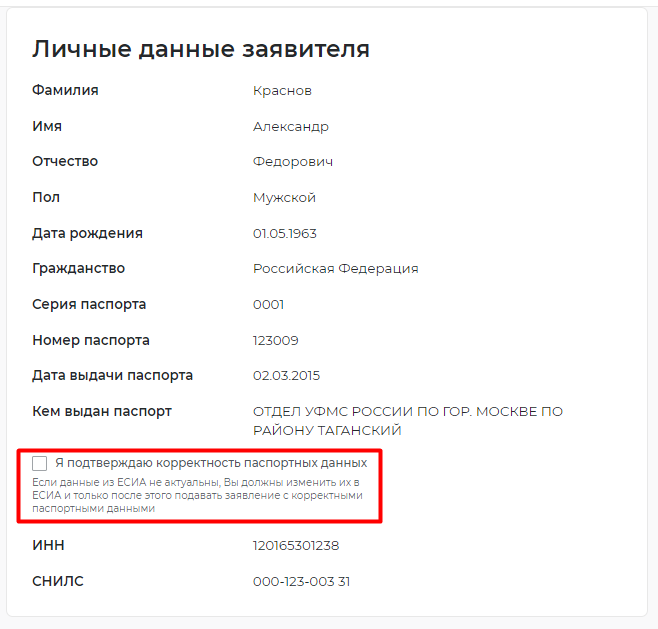 Личные данные заявителя
Фамилия Краснов
Имя Александр
Отчество Федорович
Пол Мужской
Дата рождения 01.05.1963
Гражданство Российская Федерация
Серия паспорта 0001
Номер паспорта 123009
Дата выдачи паспорта 02.03.2015
Кем выдан паспорт ОТДЕЛ УФМС РОССИИ ПО ГОР. МОСКВЕ ПО
РАЙОНУ ТАГАНСКИЙ
Я подтверждаю корректность паспортных данных
Если данные из ЕСИА не актуальны, Вы должны изменить их в
ЕСИА и только после этого подавать заявление с корректными
паспортными данными
ИНН 120165301238
СНИЛС 000-123-003 31